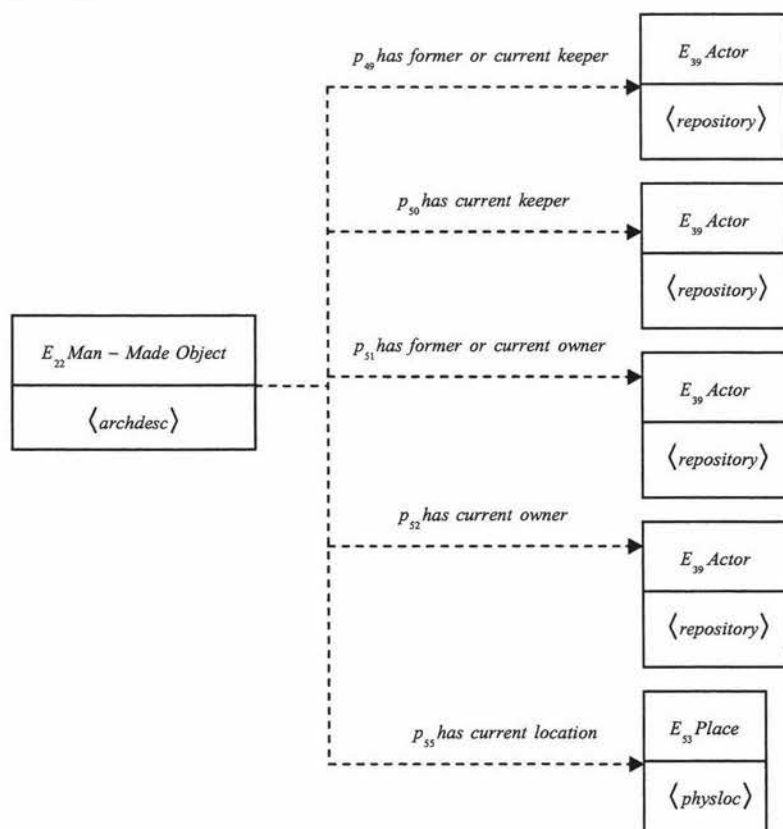 p₄₉ has former or current keeper
E₃₉ Actor
⟨repository⟩
p₅₀ has current keeper
E₃₉ Actor
⟨repository⟩
E₂₂ Man – Made Object
⟨archdesc⟩
p₅₁ has former or current owner
E₃₉ Actor
⟨repository⟩
p₅₂ has current owner
E₃₉ Actor
⟨repository⟩
p₅₅ has current location
E₅₃ Place
⟨physloc⟩